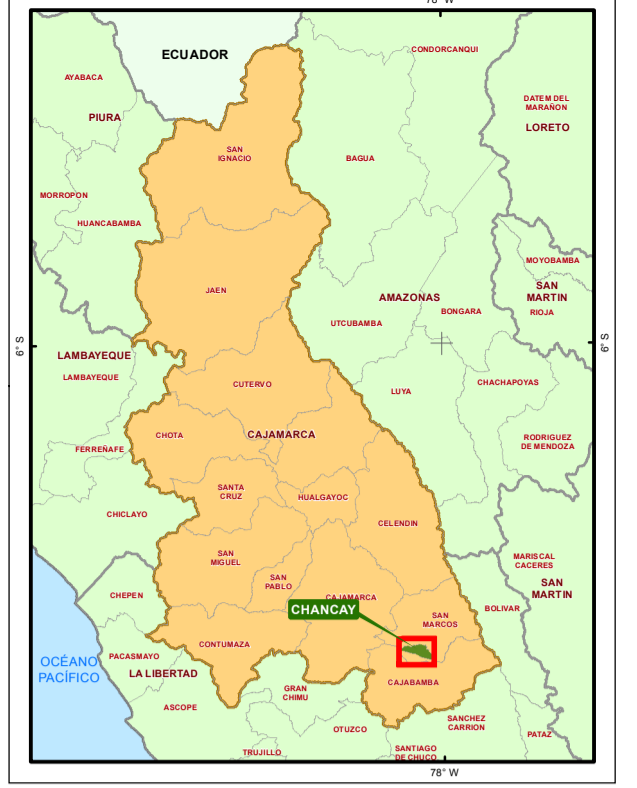 78° W
ECUADOR
CONDORCANQUI
AYABACA
DATEM DEL
MARAÑON
PIURA
LORETO
SAN
IGNACIO
BAGUA
MORROPON
HUANCABAMBA
MOYOBAMBA
SAN
MARTIN
JAEN
AMAZONAS
BONGARA
RIOJA
UTCUBAMBA
6° S
6° S
LAMBAYEQUE
LAMBAYEQUE
CUTERVO
LUYA
CHACHAPOYAS
CHOTA
CAJAMARCA
RODRIGUEZ
DE MENDOZA
FERREÑAFE
SANTA
CRUZ
HUALGAYOC
CHICLAYO
CELENDIN
SAN
MIGUEL
MARISCAL
CACERES
SAN
PABLO
SAN
MARTIN
CHEPEN
CAJAMARCA
CHANCAY
BOLIVAR
SAN
MARCOS
CONTUMAZA
PACASMAYO
OCÉANO
PACÍFICO
LA LIBERTAD
CAJABAMBA
GRAN
CHIMU
ASCOPE
SANCHEZ
CARRION
OTUZCO
PATAZ
TRUJILLO
SANTIAGO
DE CHUCO
78° W